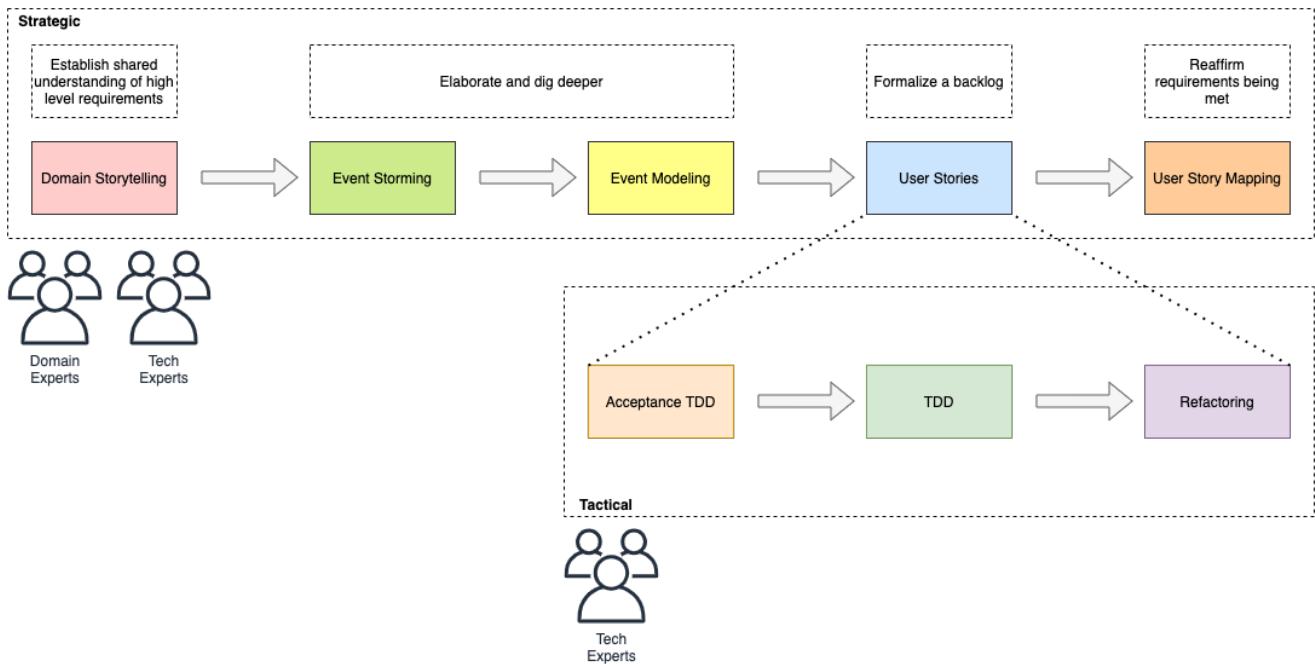 Strategic
Establish shared
understanding of high
level requirements
Elaborate and dig deeper
Formalize a backlog
Reaffirm
requirements being
met
Domain Storytelling
Event Storming
Event Modeling
User Stories
User Story Mapping
Domain
Experts
Tech
Experts
Acceptance TDD
TDD
Refactoring
Tactical
Tech
Experts